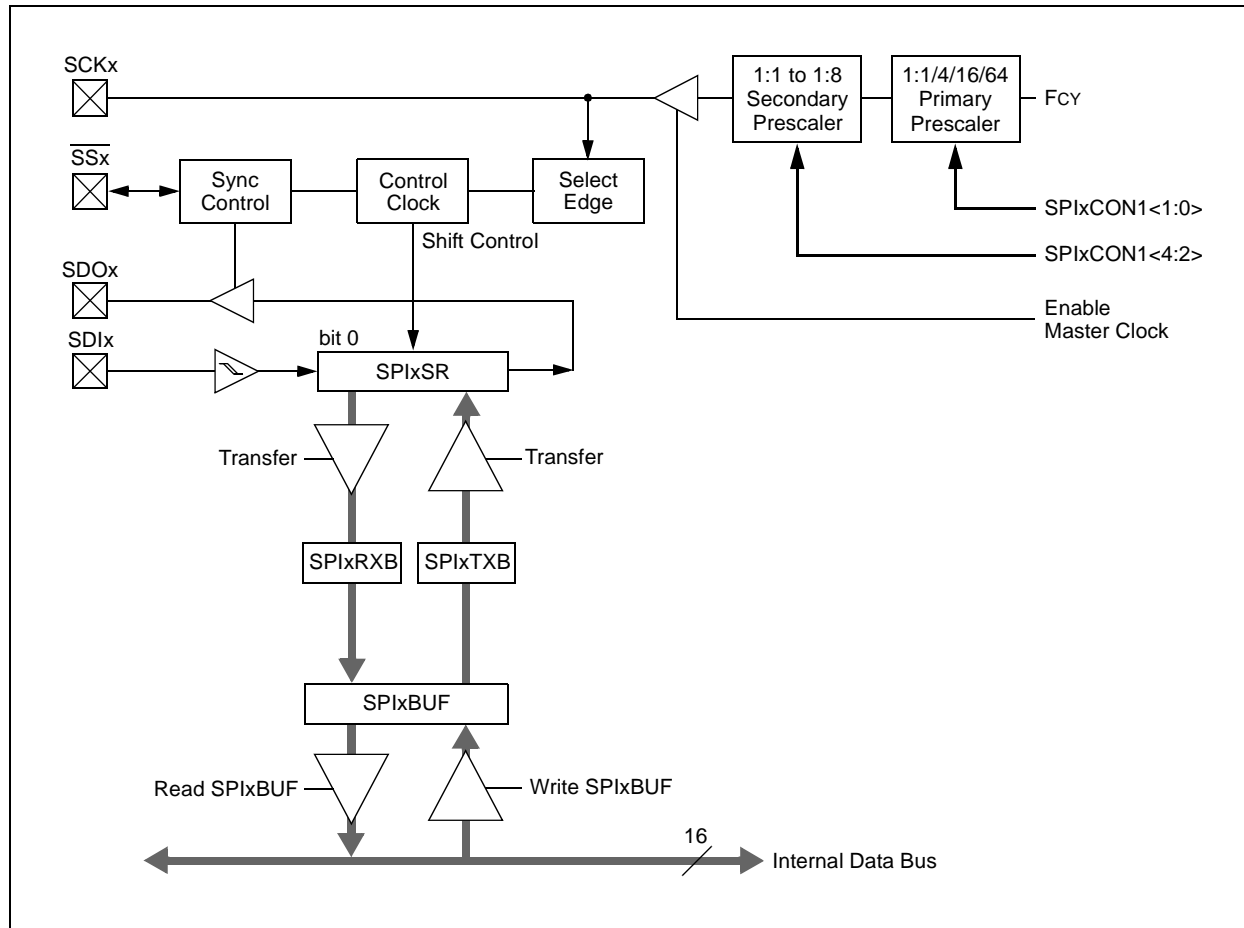 SCKx
1:1 to 1:8
Secondary
Prescaler
1:1/4/16/64
Primary
Prescaler
FCY
SSx
Sync
Control
Control
Clock
Select
Edge
SPIxCON1<1:0>
Shift Control
SPIxCON1<4:2>
SDOx
Enable
Master Clock
SDIx
bit 0
SPIxSR
Transfer
Transfer
SPIxRXB
SPIxTXB
SPIxBUF
Read SPIxBUF
Write SPIxBUF
16
Internal Data Bus